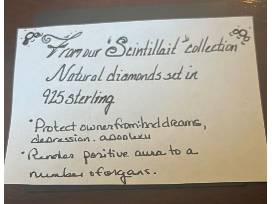 From our "Scintillait" collection
Natural diamonds set in
925 sterling
• Protect owner from bad dreams,
depression.
• Renders positive aura to a
number of organs.